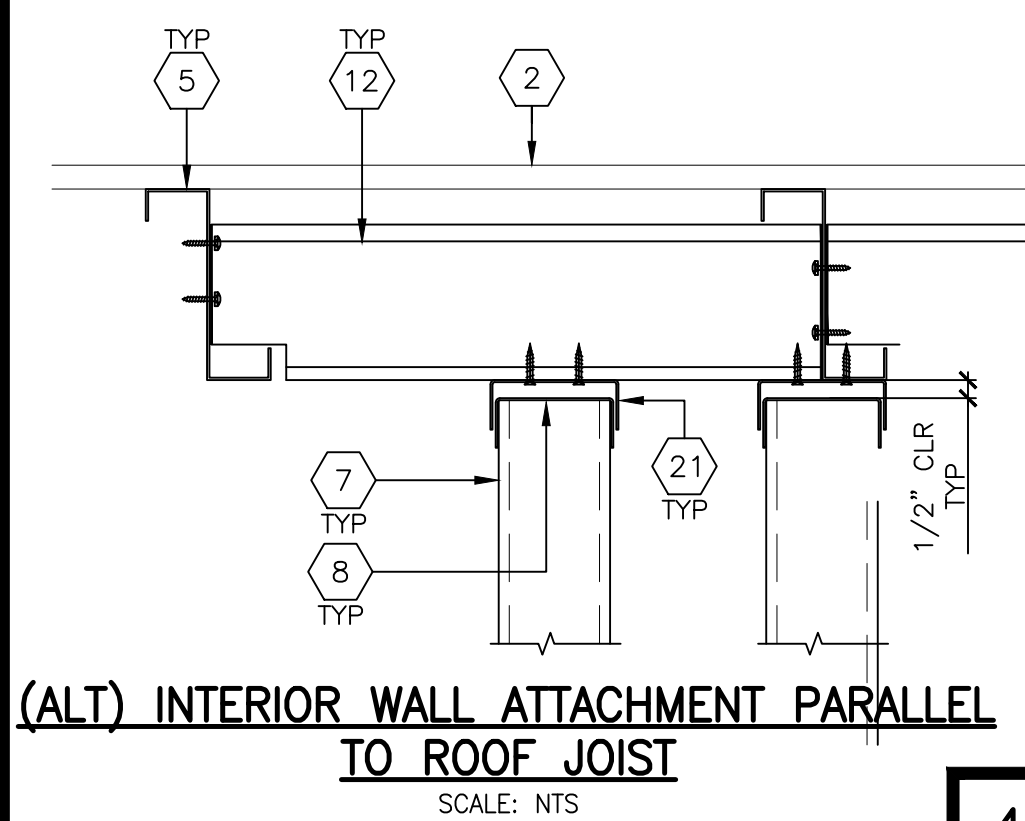 TYP
5
TYP
12
2
7
TYP
8
TYP
21
TYP
1/2" CLR
TYP
(ALT) INTERIOR WALL ATTACHMENT PARALLEL
TO ROOF JOIST
SCALE: NTS